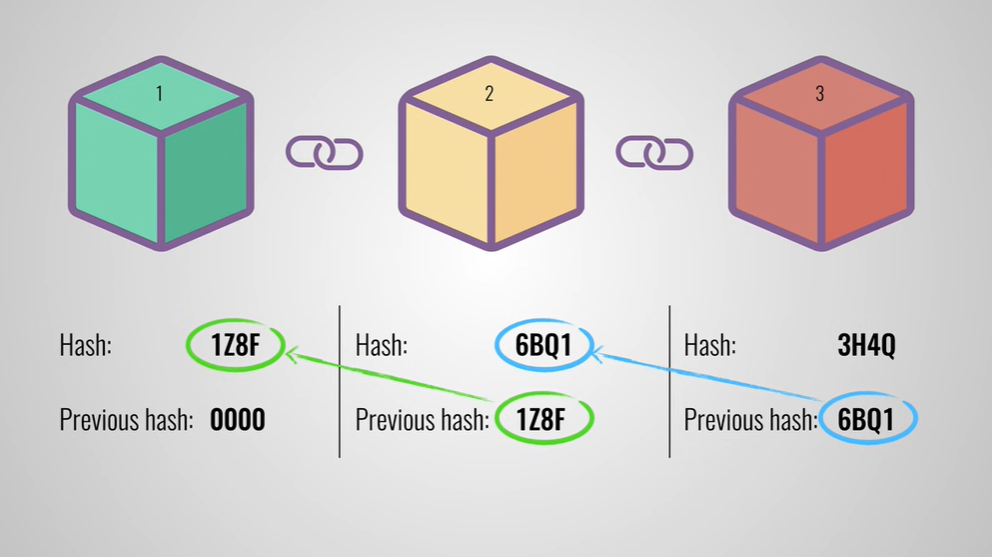 1
2
3
Hash: 1Z8F
Previous hash: 0000
Hash: 6BQ1
Previous hash: 1Z8F
Hash: 3H4Q
Previous hash: 6BQ1